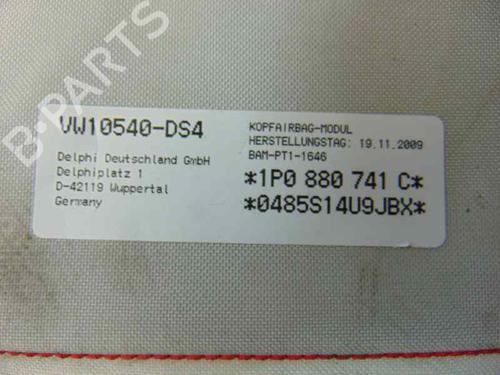 B-PARTS
VW10540-DS4
Delphi Deutschland GmbH
Delphiplatz 1
D-42119 Wuppertal
Germany
KOPFAIRBAG-MODUL
HERSTELLUNGSTAG: 19.11.2009
BAM-PT1-1646
*1P0 880 741 C*
*0485S14U9JBX*